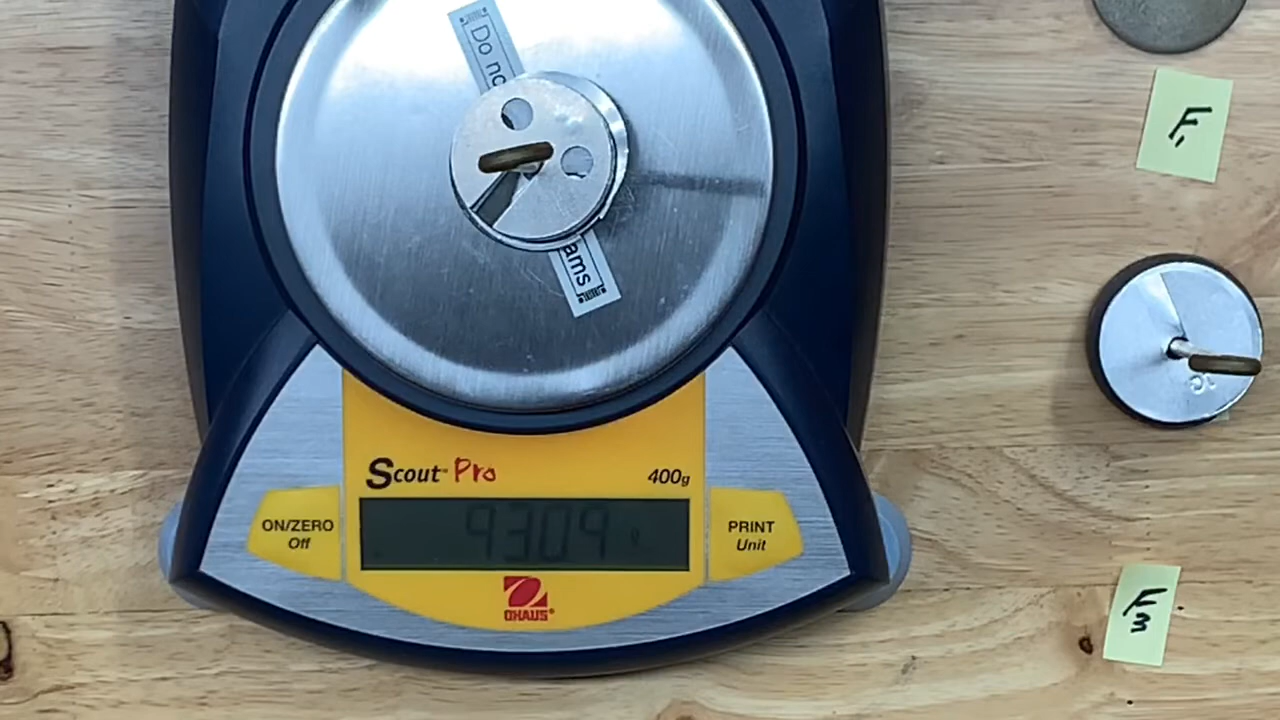 Do no
F₁
ams
Scout Pro
400g
ON/ZERO
Off
9309
PRINT
Unit
OHAUS®
F₃